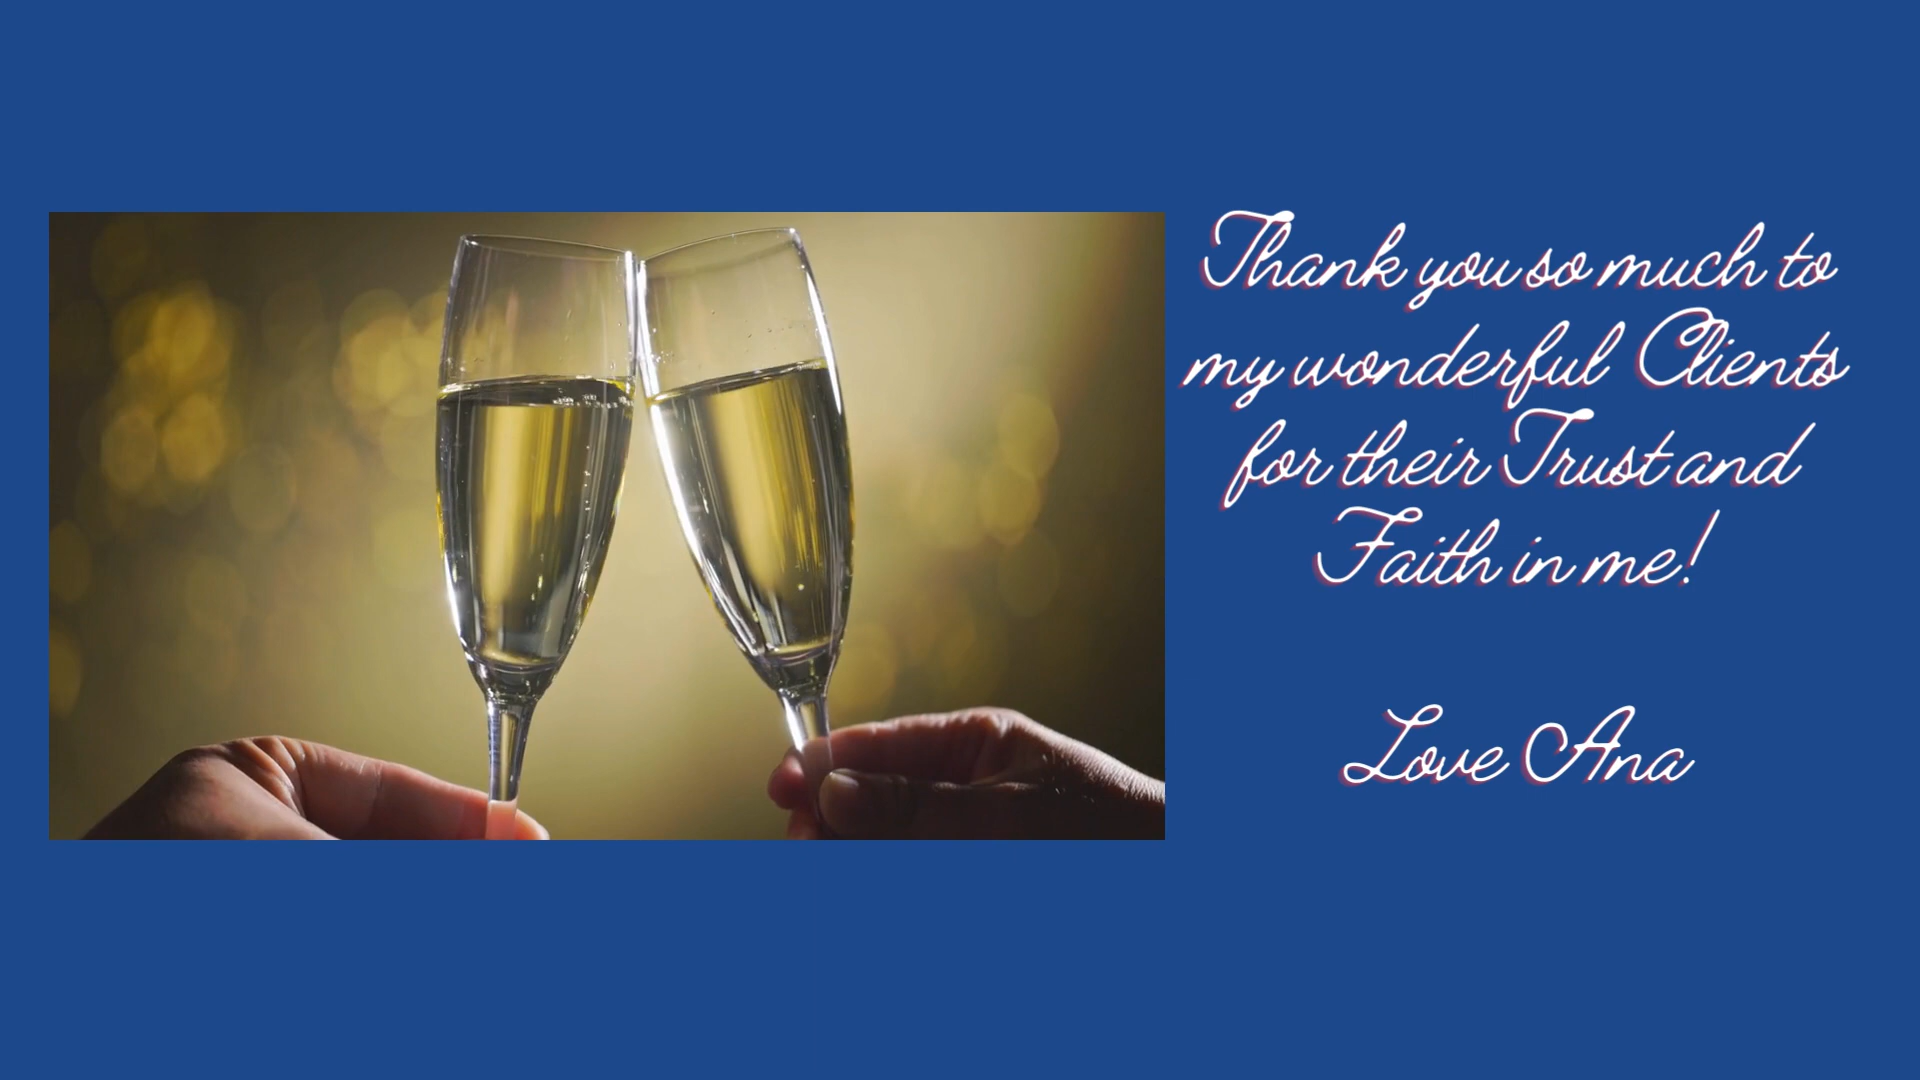 Thank you so much to
my wonderful Clients
for their Trust and
Faith in me!
Love Ana